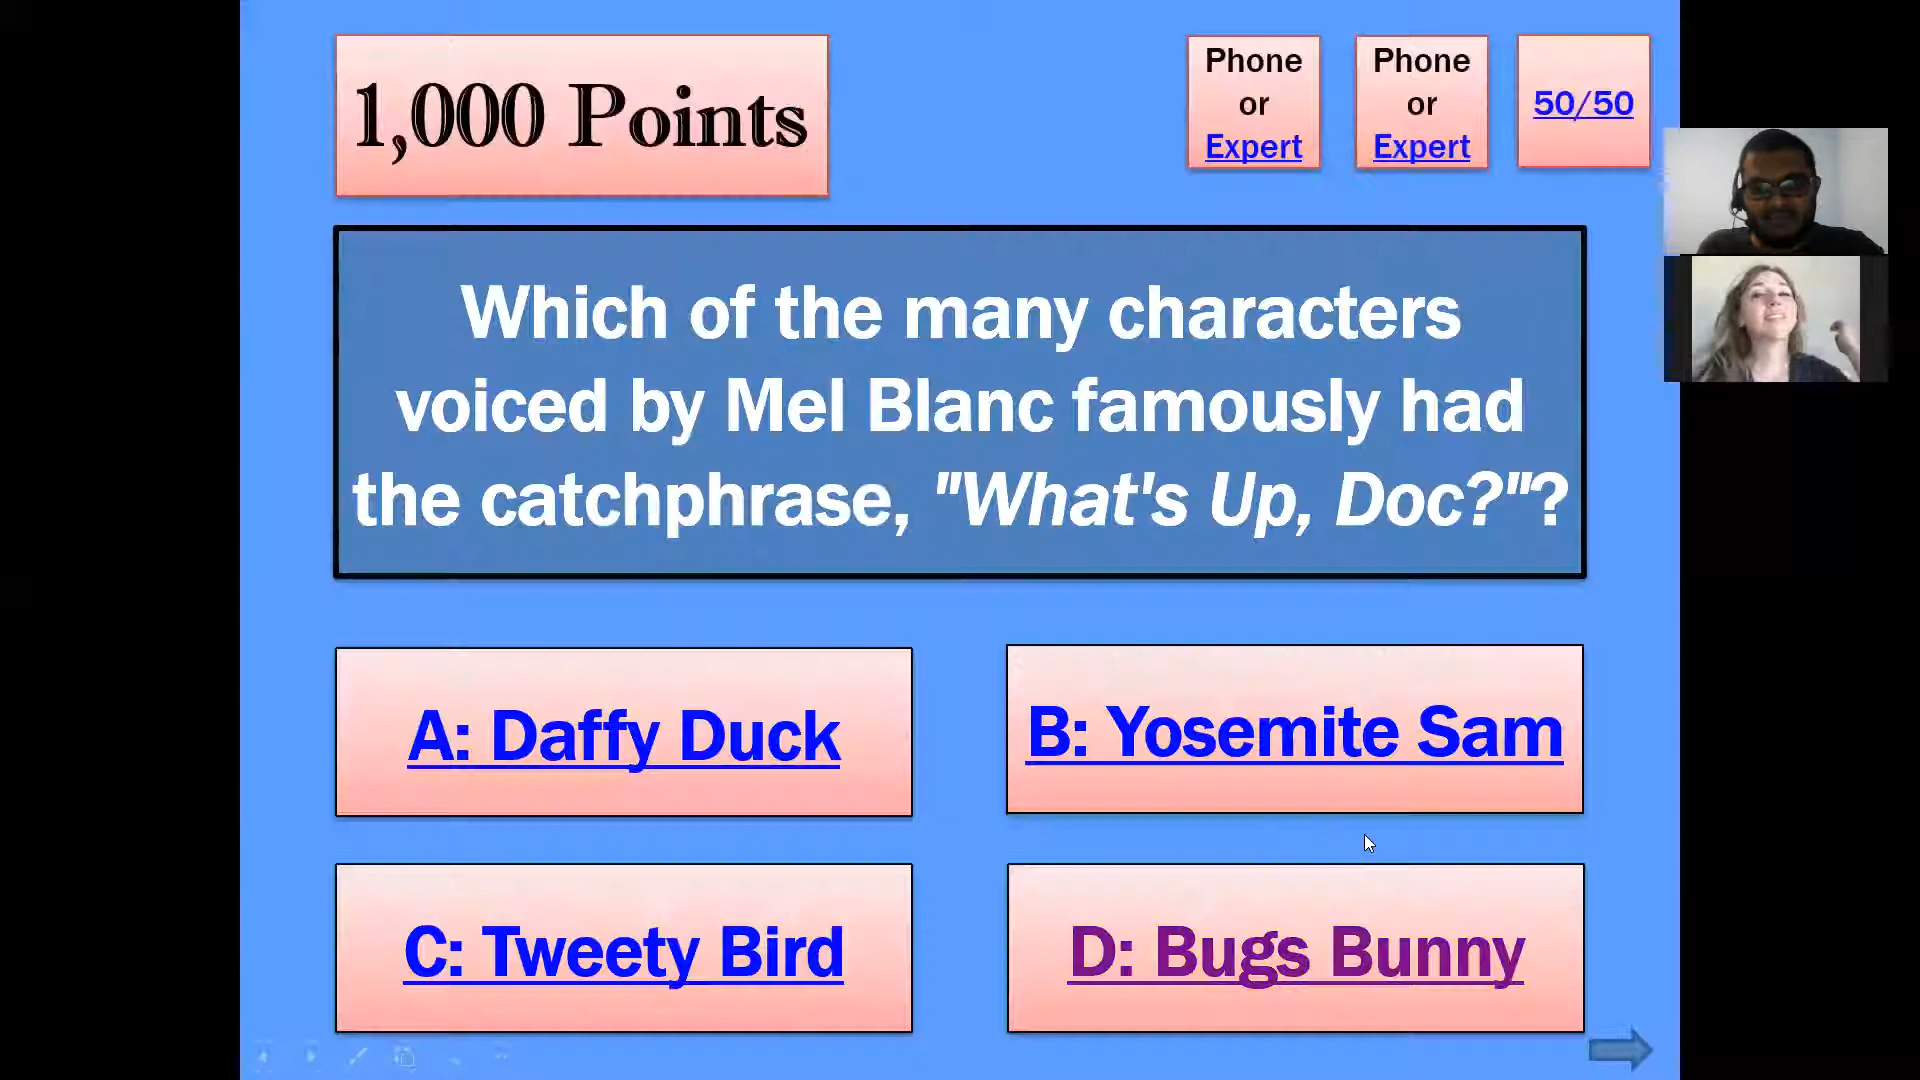 1,000 Points
Phone
or
Expert
Phone
or
Expert
50/50
Which of the many characters
voiced by Mel Blanc famously had
the catchphrase, "What's Up, Doc?"?
A: Daffy Duck
B: Yosemite Sam
C: Tweety Bird
D: Bugs Bunny